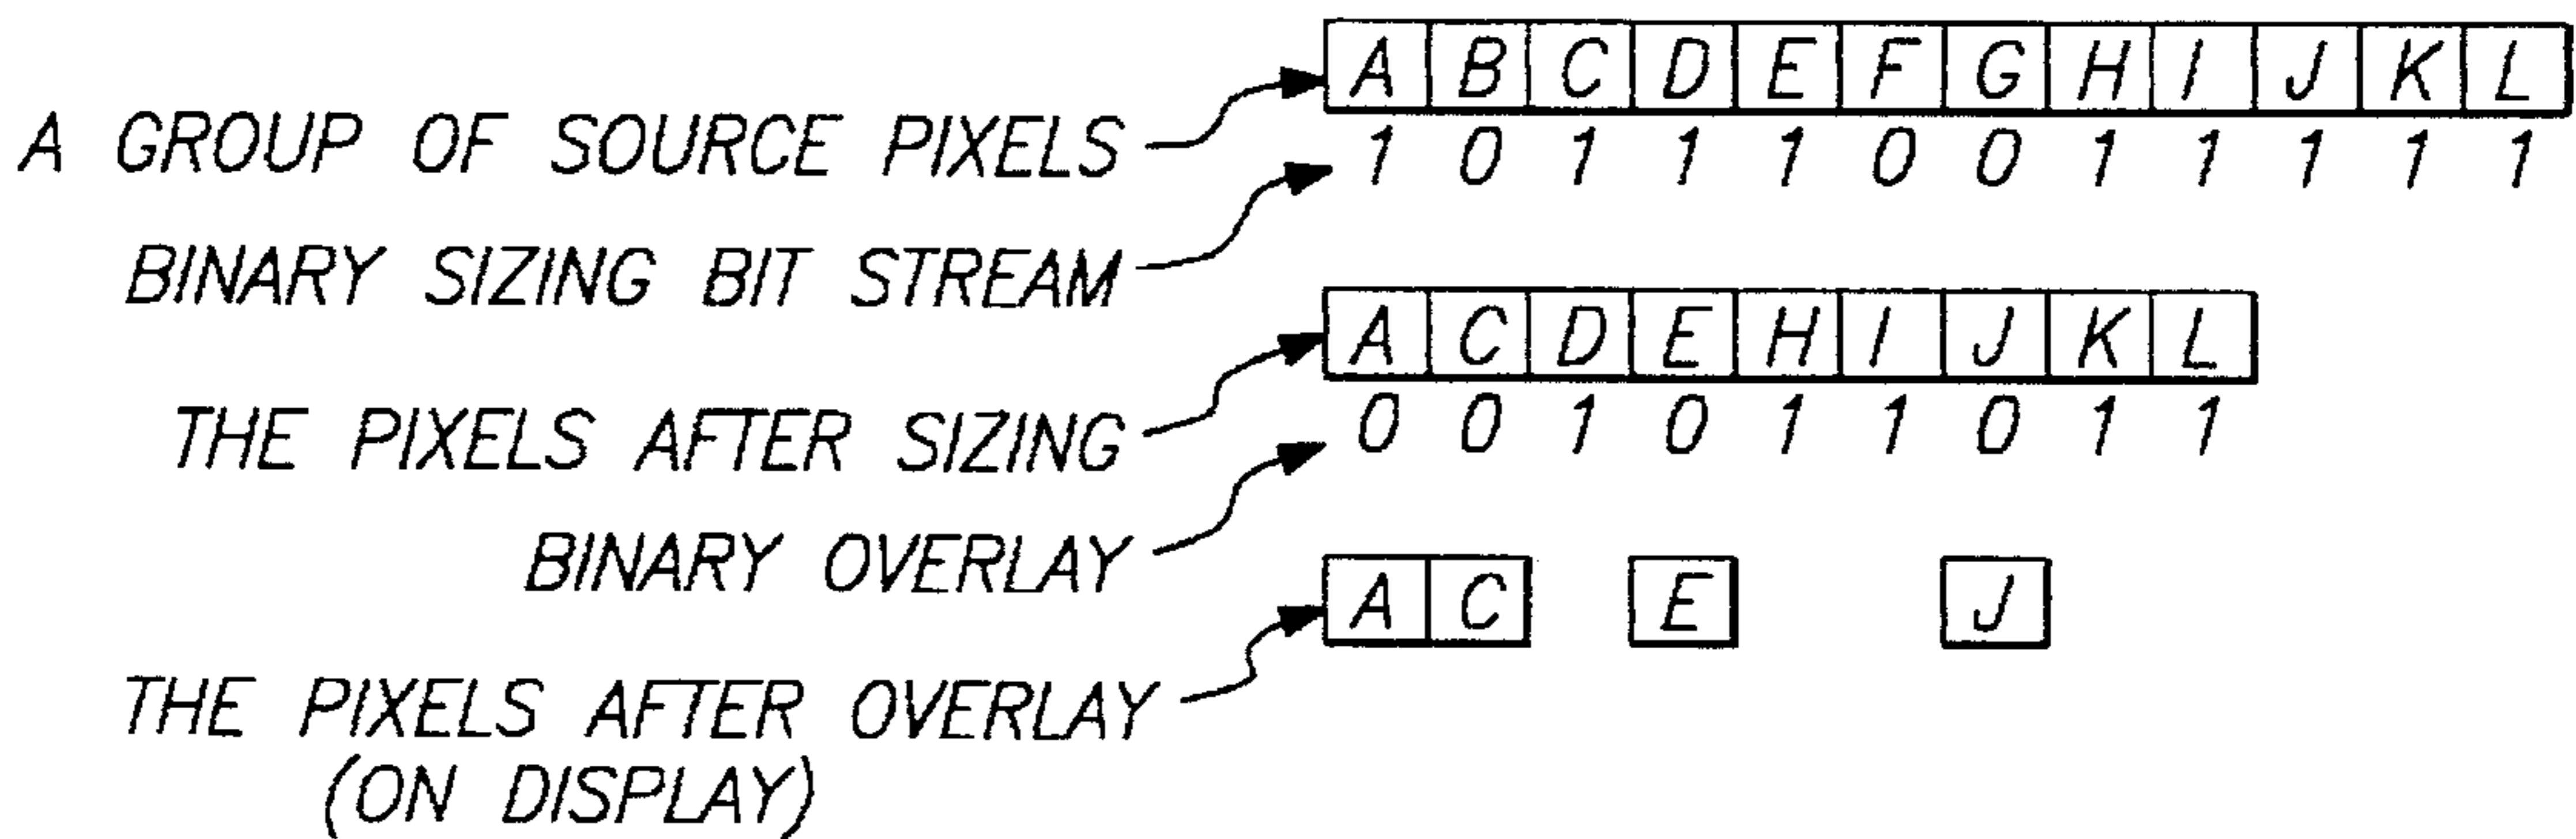 A B C D E F G H I J K L
A GROUP OF SOURCE PIXELS
1 0 1 1 1 0 0 1 1 1 1 1
BINARY SIZING BIT STREAM
A C D E H I J K L
THE PIXELS AFTER SIZING
0 0 1 0 1 1 0 1 1
BINARY OVERLAY
A C E J
THE PIXELS AFTER OVERLAY
(ON DISPLAY)